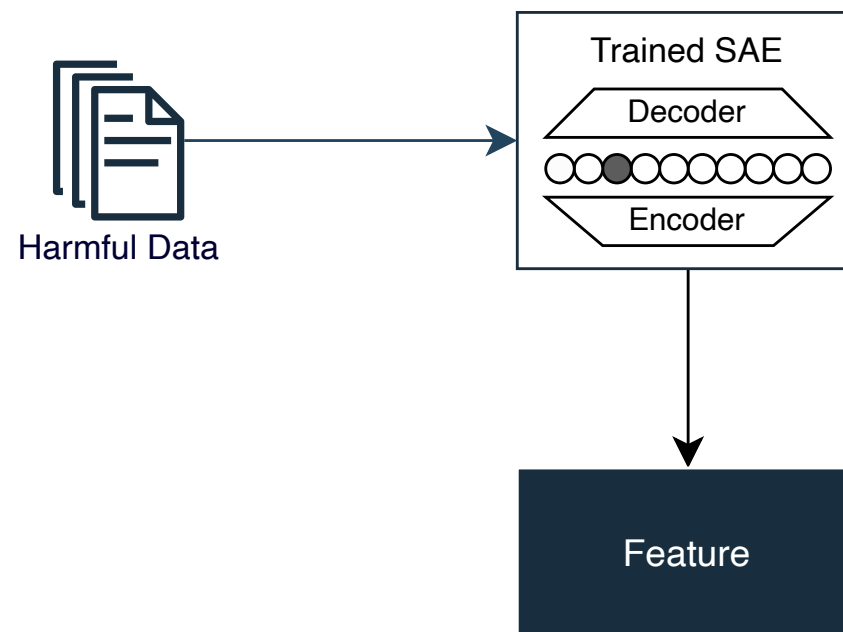 Trained SAE
Decoder
Encoder
Harmful Data
Feature